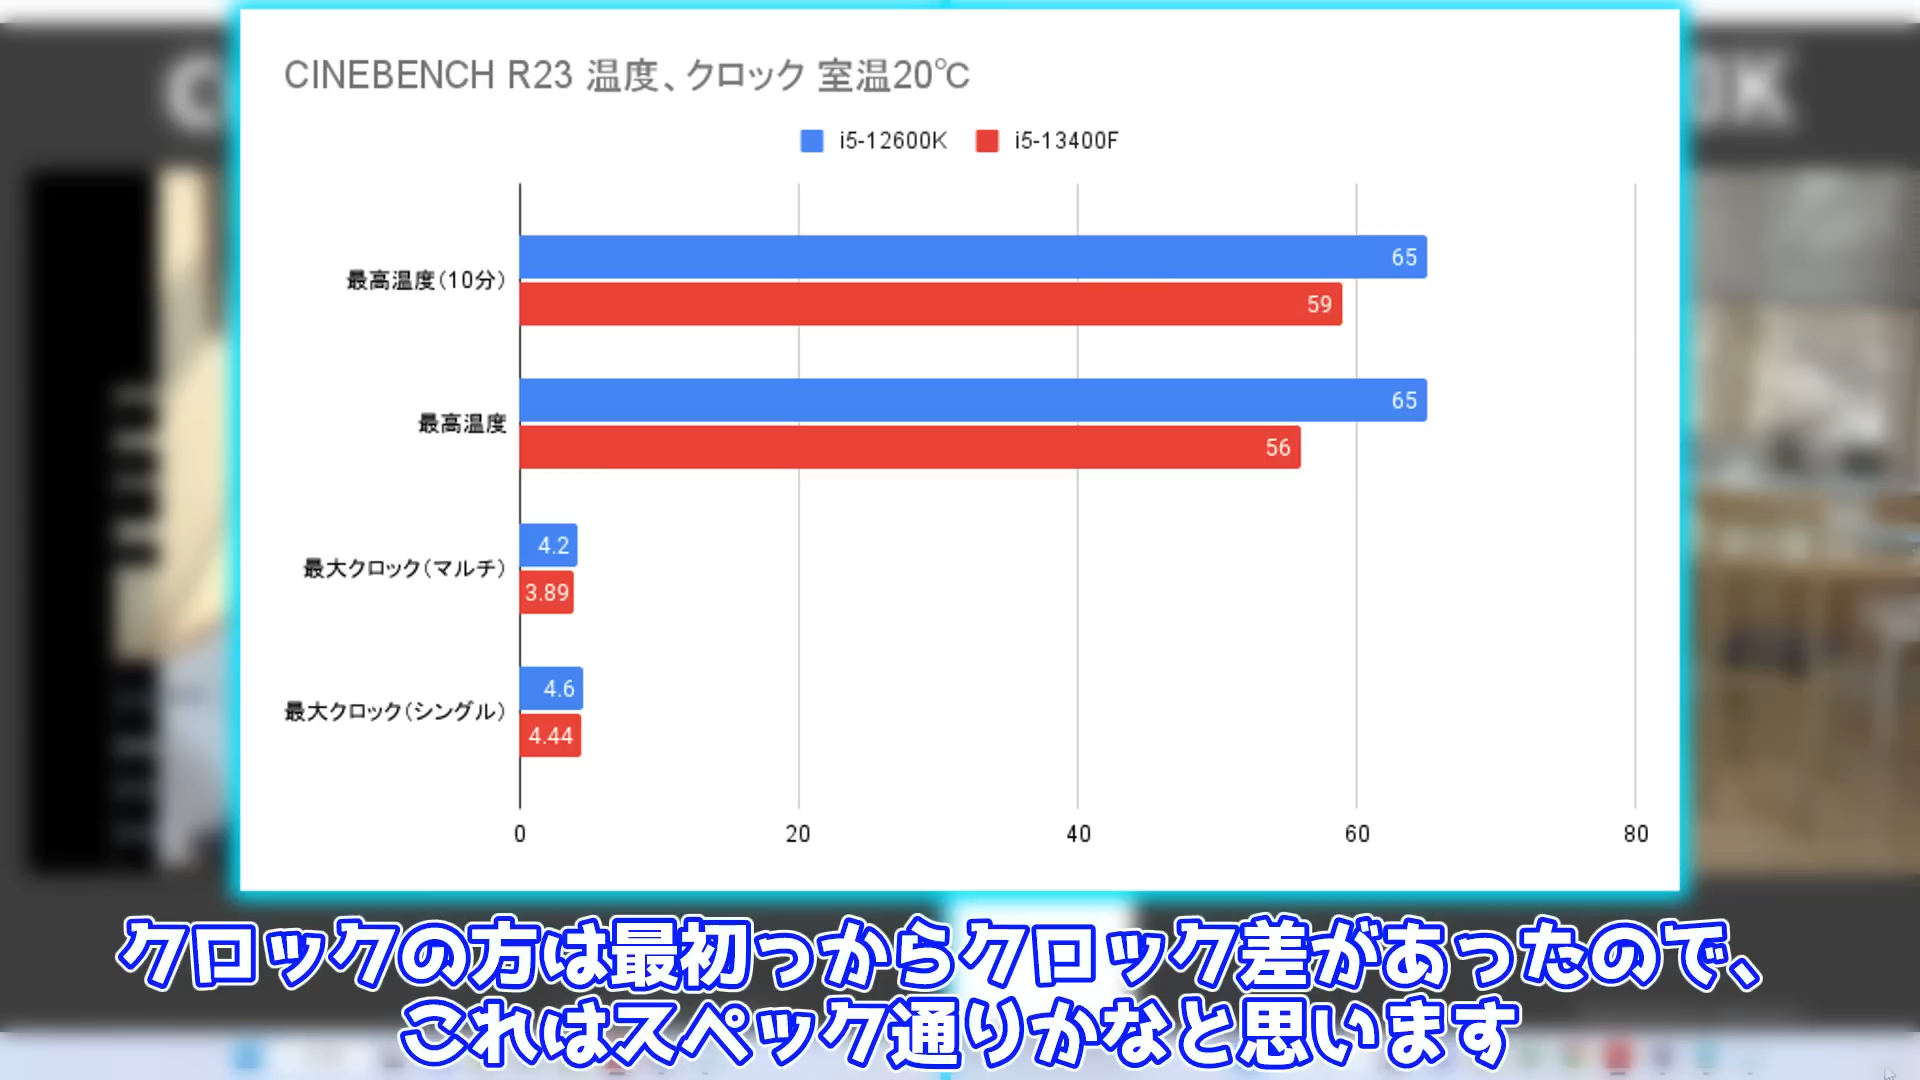 CINEBENCH R23 温度、クロック 室温20℃
i5-12600K i5-13400F
最高温度(10分) 65
59
最高温度 65
56
最大クロック(マルチ) 4.2
3.89
最大クロック(シングル) 4.6
4.44
0 20 40 60 80
クロックの方は最初っからクロック差があったので、
これはスペック通りかなと思います